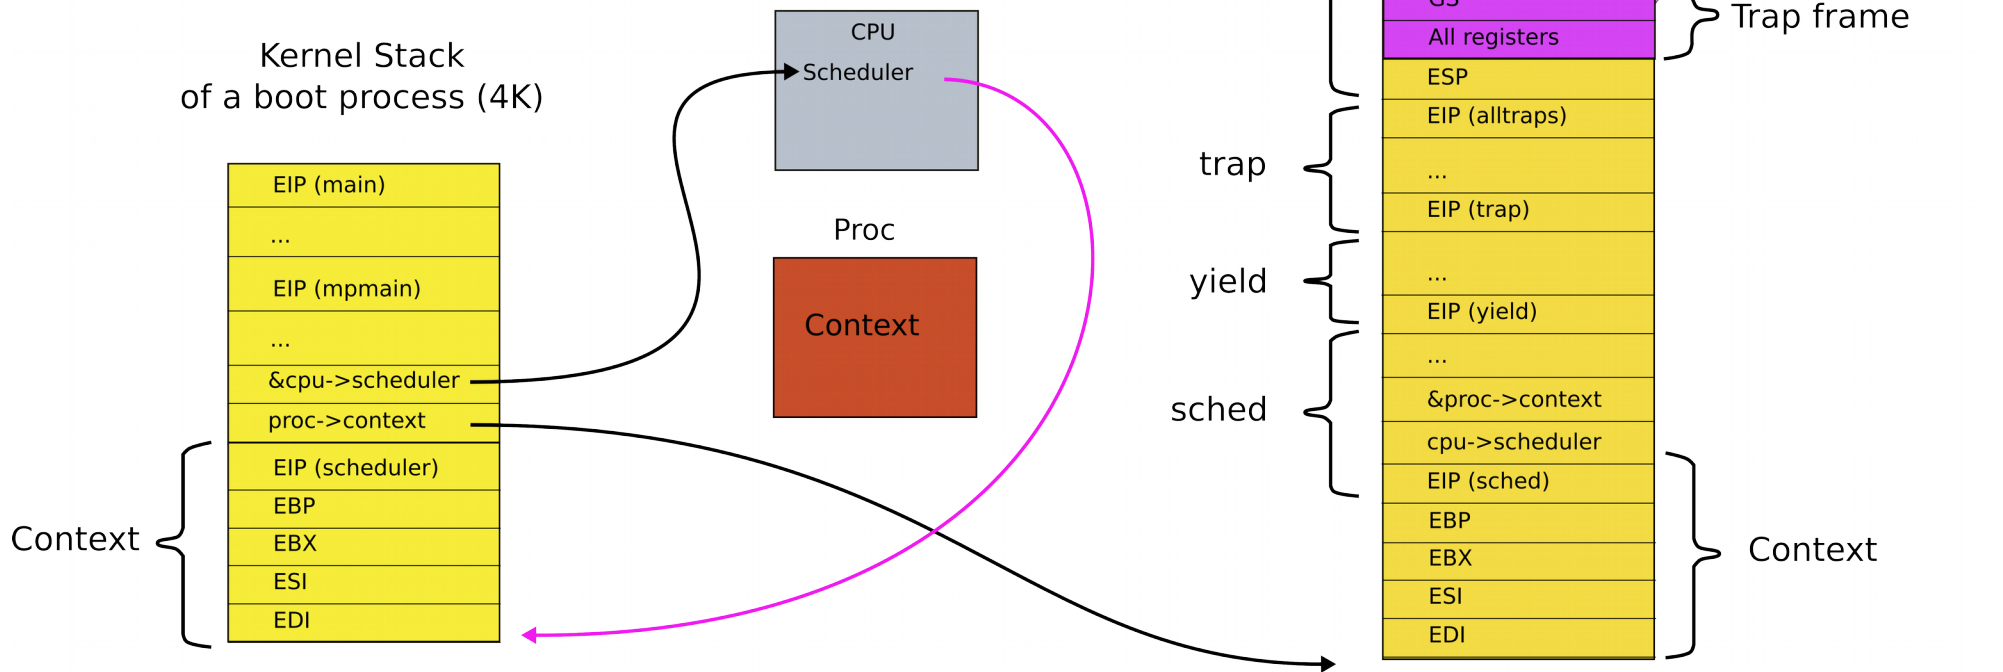 Kernel Stack
of a boot process (4K)
EIP (main)
...
EIP (mpmain)
...
&cpu->scheduler
proc->context
EIP (scheduler)
EBP
EBX
ESI
EDI
Context
CPU
Scheduler
Proc
Context
GS
All registers
Trap frame
ESP
EIP (alltraps)
...
EIP (trap)
...
EIP (yield)
...
&proc->context
cpu->scheduler
EIP (sched)
EBP
EBX
ESI
EDI
trap
yield
sched
Context